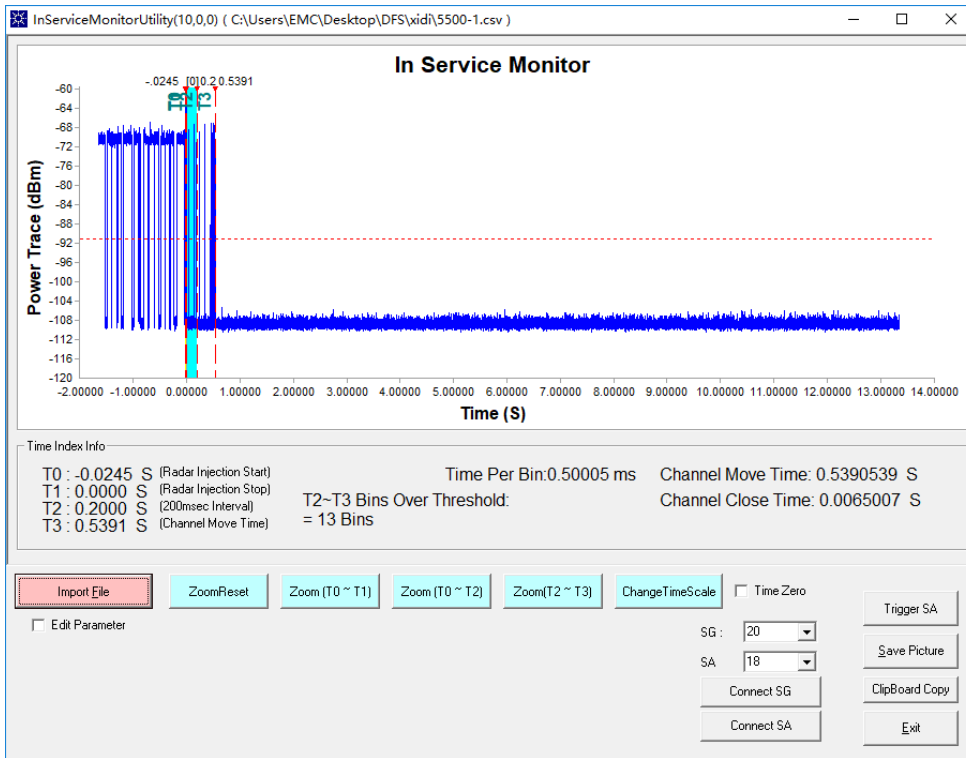 InServiceMonitorUtility(10,0,0) ( C:\Users\EMC\Desktop\DFS\xidi\5500-1.csv )
In Service Monitor
-.0245 [0] 0.2 0.5391
T0 T2 T3
-60
-64
-68
-72
-76
-80
-84
-88
-92
-96
-100
-104
-108
-112
-116
-120
Power Trace (dBm)
-2.00000 -1.00000 0.00000 1.00000 2.00000 3.00000 4.00000 5.00000 6.00000 7.00000 8.00000 9.00000 10.00000 11.00000 12.00000 13.00000 14.00000
Time (S)
Time Index Info
T0 : -0.0245 S (Radar Injection Start)
T1 : 0.0000 S (Radar Injection Stop)
T2 : 0.2000 S (200msec Interval)
T3 : 0.5391 S (Channel Move Time)
Time Per Bin:0.50005 ms
T2~T3 Bins Over Threshold:
= 13 Bins
Channel Move Time: 0.5390539 S
Channel Close Time: 0.0065007 S
Import File ZoomReset Zoom (T0 ~ T1) Zoom (T0 ~ T2) Zoom(T2 ~ T3) ChangeTimeScale Time Zero
Edit Parameter
SG : 20
SA 18
Connect SG
Connect SA
Trigger SA
Save Picture
ClipBoard Copy
Exit